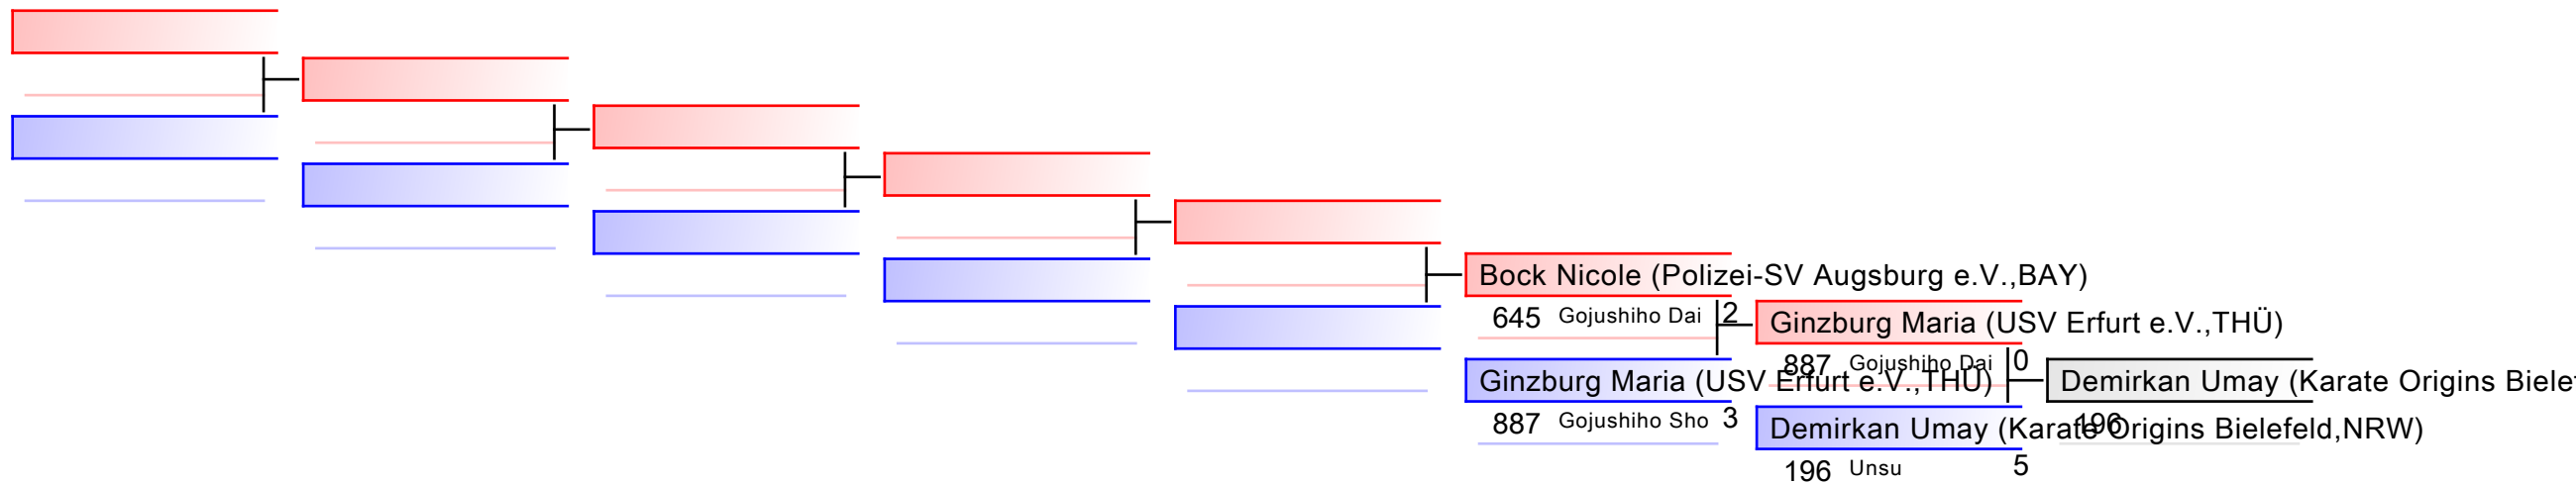 Bock Nicole (Polizei-SV Augsburg e.V.,BAY)
645 Gojushiho Dai 2
Ginzburg Maria (USV Erfurt e.V.,THÜ)
887 Gojushiho Sho 3
Ginzburg Maria (USV Erfurt e.V.,THÜ)
887 Gojushiho Dai 0
Demirkan Umay (Karate Origins Bielefeld,NRW)
196 Unsu 5
Demirkan Umay (Karate Origins
196